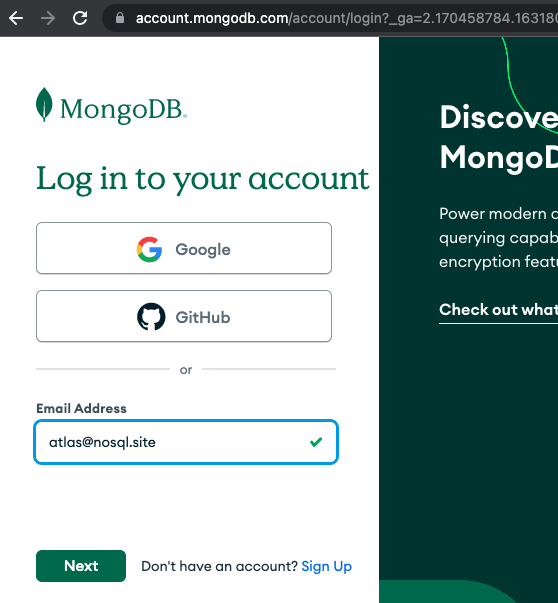 account.mongodb.com/account/login?_ga=2.170458784.16318
MongoDB.
Log in to your account
Google
GitHub
or
Email Address
atlas@nosql.site
Next
Don't have an account? Sign Up
Discove
MongoD
Power modern
querying capab
encryption feat
Check out what